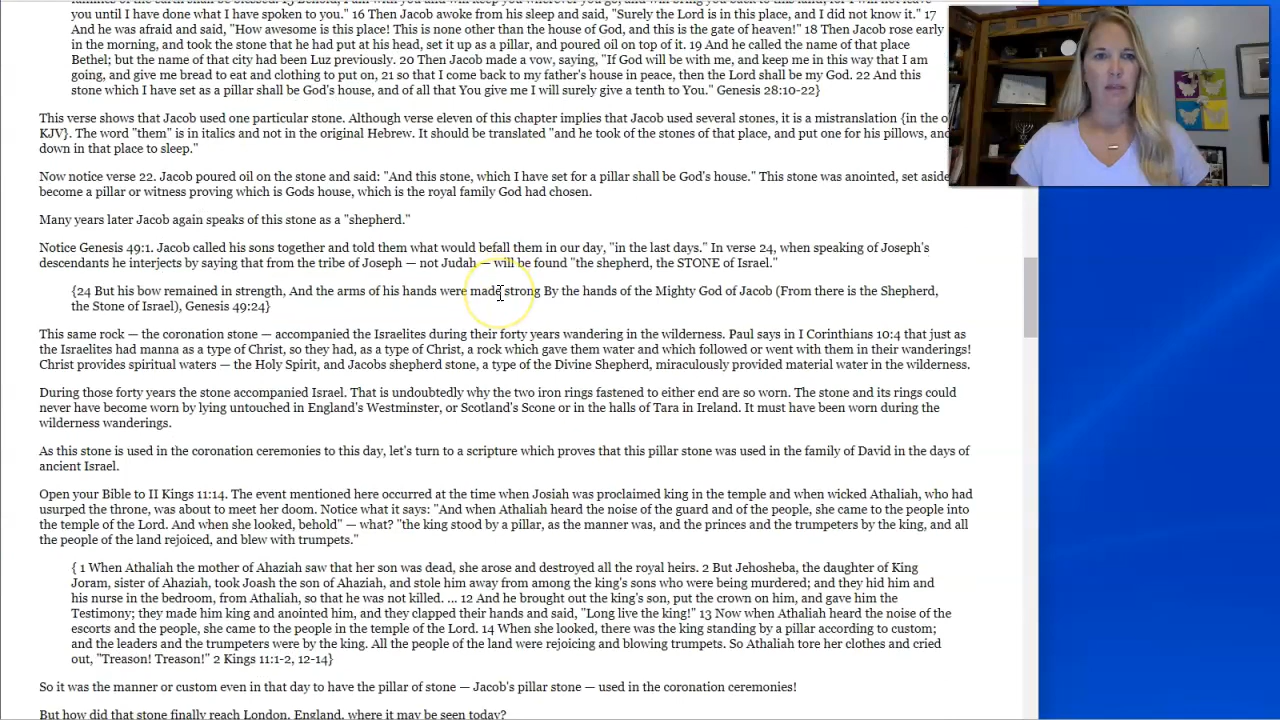 you until I have done what I have spoken to you." 16 Then Jacob awoke from his sleep and said, "Surely the Lord is in this place, and I did not know it." 17
And he was afraid and said, "How awesome is this place! This is none other than the house of God, and this is the gate of heaven!" 18 Then Jacob rose early
in the morning, and took the stone that he had put at his head, set it up as a pillar, and poured oil on top of it. 19 And he called the name of that place
Bethel; but the name of that city had been Luz previously. 20 Then Jacob made a vow, saying, "If God will be with me, and keep me in this way that I am
going, and give me bread to eat and clothing to put on, 21 so that I come back to my father's house in peace, then the Lord shall be my God. 22 And this
stone which I have set as a pillar shall be God's house, and of all that You give me I will surely give a tenth to You." Genesis 28:10-22}
This verse shows that Jacob used one particular stone. Although verse eleven of this chapter implies that Jacob used several stones, it is a mistranslation {in the
KJV}. The word "them" is in italics and not in the original Hebrew. It should be translated "and he took of the stones of that place, and put one for his pillows, and
down in that place to sleep."
Now notice verse 22. Jacob poured oil on the stone and said: "And this stone, which I have set for a pillar shall be God's house." This stone was anointed, set aside
become a pillar or witness proving which is Gods house, which is the royal family God had chosen.
Many years later Jacob again speaks of this stone as a "shepherd."
Notice Genesis 49:1. Jacob called his sons together and told them what would befall them in our day, "in the last days." In verse 24, when speaking of Joseph's
descendants he interjects by saying that from the tribe of Joseph — not Judah — will be found "the shepherd, the STONE of Israel."
{24 But his bow remained in strength, And the arms of his hands were made strong By the hands of the Mighty God of Jacob (From there is the Shepherd,
the Stone of Israel), Genesis 49:24}
This same rock — the coronation stone — accompanied the Israelites during their forty years wandering in the wilderness. Paul says in I Corinthians 10:4 that just as
the Israelites had manna as a type of Christ, so they had, as a type of Christ, a rock which gave them water and which followed or went with them in their wanderings!
Christ provides spiritual waters — the Holy Spirit, and Jacobs shepherd stone, a type of the Divine Shepherd, miraculously provided material water in the wilderness.
During those forty years the stone accompanied Israel. That is undoubtedly why the two iron rings fastened to either end are so worn. The stone and its rings could
never have become worn by lying untouched in England's Westminster, or Scotland's Scone or in the halls of Tara in Ireland. It must have been worn during the
wilderness wanderings.
As this stone is used in the coronation ceremonies to this day, let's turn to a scripture which proves that this pillar stone was used in the family of David in the days of
ancient Israel.
Open your Bible to II Kings 11:14. The event mentioned here occurred at the time when Josiah was proclaimed king in the temple and when wicked Athaliah, who had
usurped the throne, was about to meet her doom. Notice what it says: "And when Athaliah heard the noise of the guard and of the people, she came to the people into
the temple of the Lord. And when she looked, behold" — what? "the king stood by a pillar, as the manner was, and the princes and the trumpeters by the king, and all
the people of the land rejoiced, and blew with trumpets."
{ 1 When Athaliah the mother of Ahaziah saw that her son was dead, she arose and destroyed all the royal heirs. 2 But Jehosheba, the daughter of King
Joram, sister of Ahaziah, took Joash the son of Ahaziah, and stole him away from among the king's sons who were being murdered; and they hid him and
his nurse in the bedroom, from Athaliah, so that he was not killed. ... 12 And he brought out the king's son, put the crown on him, and gave him the
Testimony; they made him king and anointed him, and they clapped their hands and said, "Long live the king!" 13 Now when Athaliah heard the noise of the
escorts and the people, she came to the people in the temple of the Lord. 14 When she looked, there was the king standing by a pillar according to custom;
and the leaders and the trumpeters were by the king. All the people of the land were rejoicing and blowing trumpets. So Athaliah tore her clothes and cried
out, "Treason! Treason!" 2 Kings 11:1-2, 12-14}
So it was the manner or custom even in that day to have the pillar of stone — Jacob's pillar stone — used in the coronation ceremonies!
But how did that stone finally reach London, England, where it may be seen today?